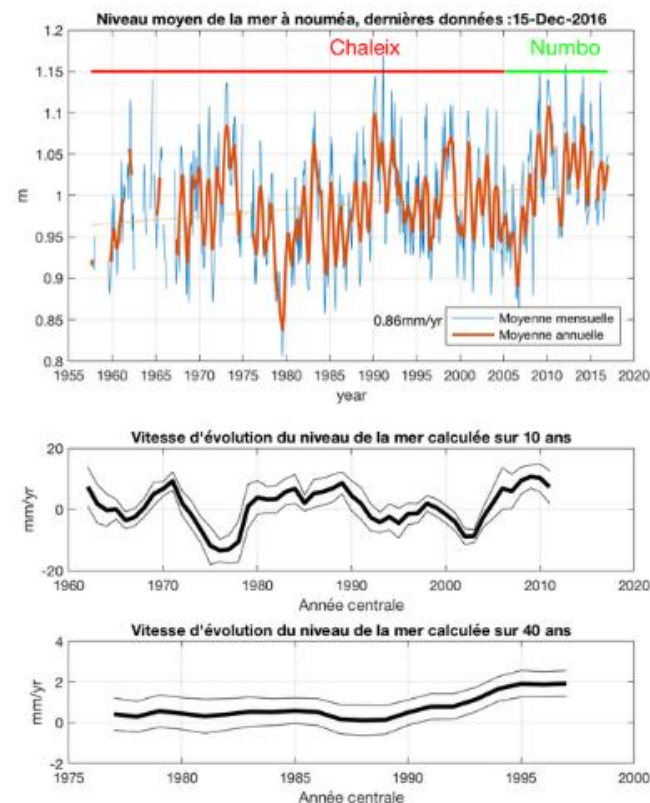 Niveau moyen de la mer à nouméa, dernières données :15-Dec-2016
Chaleix
Numbo
1.2
1.15
1.1
1.05
1
0.95
0.9
0.85
0.8
m
0.86mm/yr
Moyenne mensuelle
Moyenne annuelle
1955 1960 1965 1970 1975 1980 1985 1990 1995 2000 2005 2010 2015 2020
year
Vitesse d'évolution du niveau de la mer calculée sur 10 ans
20
0
-20
mm/yr
1960 1970 1980 1990 2000 2010 2020
Année centrale
Vitesse d'évolution du niveau de la mer calculée sur 40 ans
4
2
0
-2
mm/yr
1975 1980 1985 1990 1995 2000
Année centrale